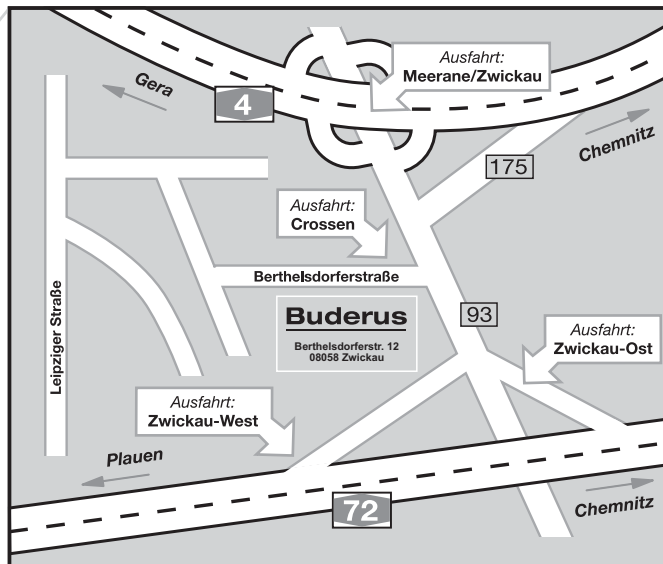 Ausfahrt:
Meerane/Zwickau
Gera
4
Chemnitz
175
Ausfahrt:
Crossen
Berthelsdorferstraße
Leipziger Straße
Buderus
Berthelsdorferstr. 12
08058 Zwickau
93
Ausfahrt:
Zwickau-Ost
Ausfahrt:
Zwickau-West
Plauen
72
Chemnitz